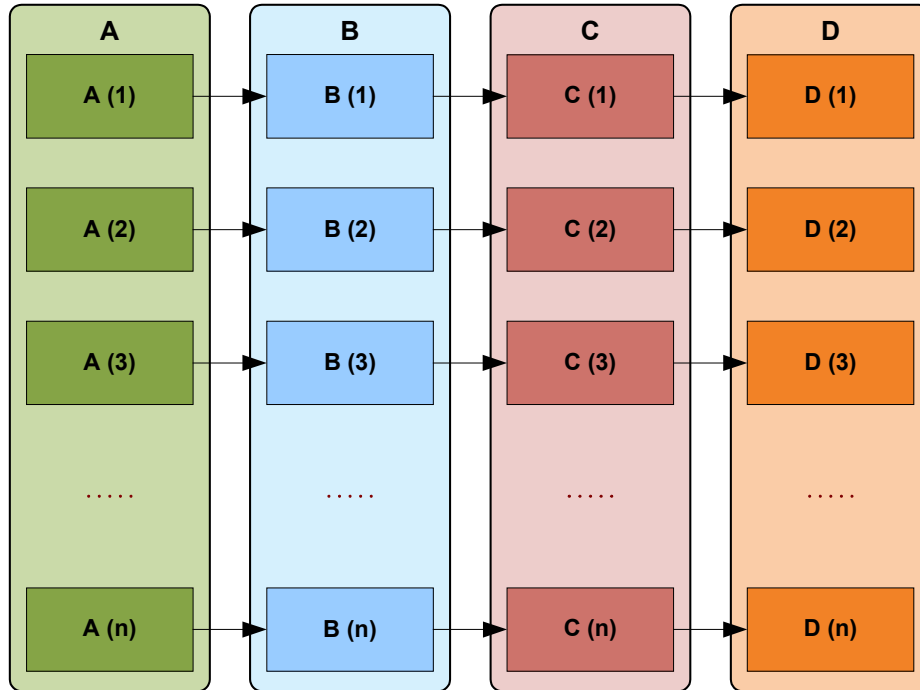 A B C D
A (1) B (1) C (1) D (1)
A (2) B (2) C (2) D (2)
A (3) B (3) C (3) D (3)
..... ..... ..... .....
A (n) B (n) C (n) D (n)